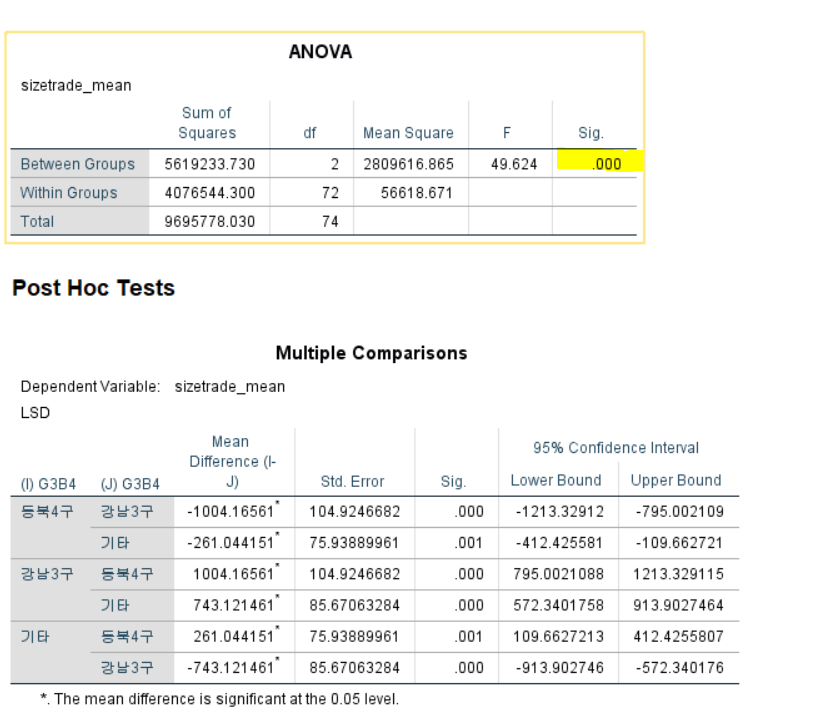 ANOVA
sizetrade_mean
Sum of Squares df Mean Square F Sig.
Between Groups 5619233.730 2 2809616.865 49.624 .000
Within Groups 4076544.300 72 56618.671
Total 9695778.030 74
Post Hoc Tests
Multiple Comparisons
Dependent Variable: sizetrade_mean
LSD
(I) G3B4 (J) G3B4 Mean Difference (I-J) Std. Error Sig. 95% Confidence Interval
Lower Bound Upper Bound
동북4구 강남3구 -1004.16561* 104.9246682 .000 -1213.32912 -795.002109
기타 -261.044151* 75.93889961 .001 -412.425581 -109.662721
강남3구 동북4구 1004.16561* 104.9246682 .000 795.0021088 1213.329115
기타 743.121461* 85.67063284 .000 572.3401758 913.9027464
기타 동북4구 261.044151* 75.93889961 .001 109.6627213 412.4255807
강남3구 -743.121461* 85.67063284 .000 -913.902746 -572.340176
*. The mean difference is significant at the 0.05 level.